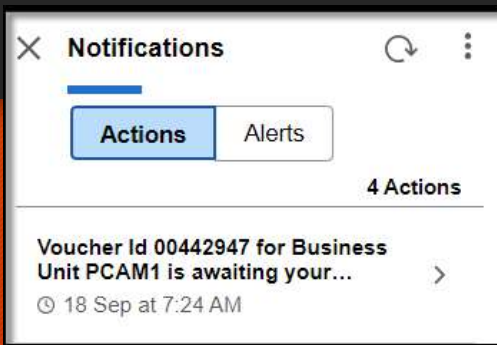 Notifications
Actions
Alerts
4 Actions
Voucher Id 00442947 for Business
Unit PCAM1 is awaiting your...
18 Sep at 7:24 AM